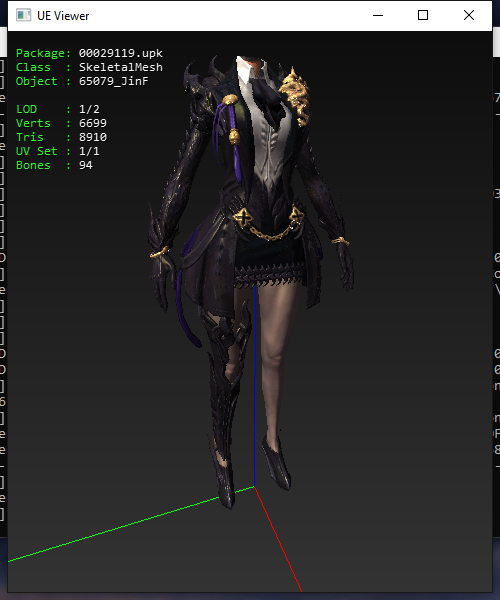 UE Viewer
Package: 00029119.upk
Class : SkeletalMesh
Object : 65079_JinF
LOD : 1/2
Verts : 6699
Tris : 8910
UV Set : 1/1
Bones : 94